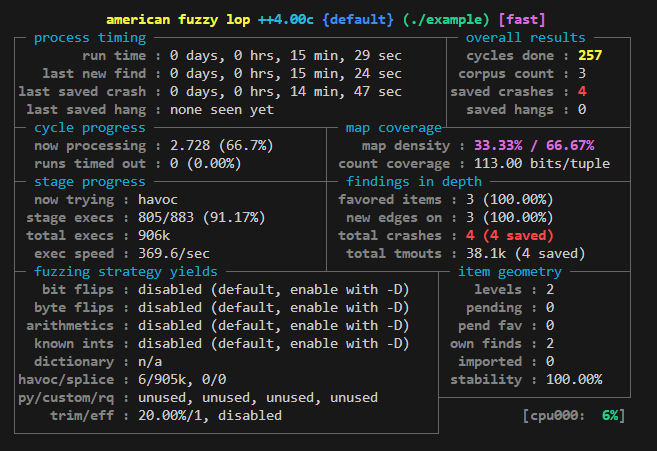 american fuzzy lop ++4.00c {default} (./example) [fast]
process timing overall results
run time : 0 days, 0 hrs, 15 min, 29 sec cycles done : 257
last new find : 0 days, 0 hrs, 15 min, 24 sec corpus count : 3
last saved crash : 0 days, 0 hrs, 14 min, 47 sec saved crashes : 4
last saved hang : none seen yet saved hangs : 0
cycle progress map coverage
now processing : 2.728 (66.7%) map density : 33.33% / 66.67%
runs timed out : 0 (0.00%) count coverage : 113.00 bits/tuple
stage progress findings in depth
now trying : havoc favored items : 3 (100.00%)
stage execs : 805/883 (91.17%) new edges on : 3 (100.00%)
total execs : 906k total crashes : 4 (4 saved)
exec speed : 369.6/sec total tmouts : 38.1k (4 saved)
fuzzing strategy yields item geometry
bit flips : disabled (default, enable with -D) levels : 2
byte flips : disabled (default, enable with -D) pending : 0
arithmetics : disabled (default, enable with -D) pend fav : 0
known ints : disabled (default, enable with -D) own finds : 2
dictionary : n/a imported : 0
havoc/splice : 6/905k, 0/0 stability : 100.00%
py/custom/rq : unused, unused, unused, unused
trim/eff : 20.00%/1, disabled [cpu000: 6%]